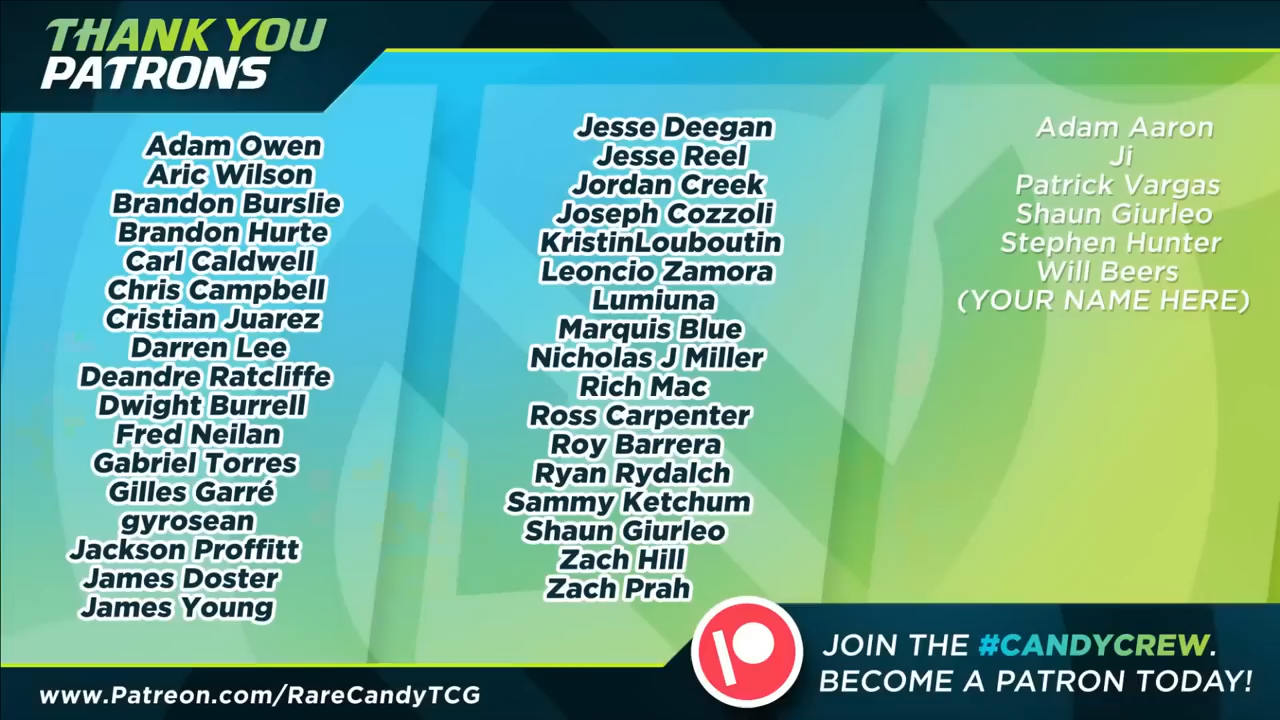 THANK YOU
PATRONS
Adam Owen
Aric Wilson
Brandon Burslie
Brandon Hurte
Carl Caldwell
Chris Campbell
Cristian Juarez
Darren Lee
Deandre Ratcliffe
Dwight Burrell
Fred Neilan
Gabriel Torres
Gilles Garré
gyrosean
Jackson Proffitt
James Doster
James Young
Jesse Deegan
Jesse Reel
Jordan Creek
Joseph Cozzoli
KristinLouboutin
Leoncio Zamora
Lumiuna
Marquis Blue
Nicholas J Miller
Rich Mac
Ross Carpenter
Roy Barrera
Ryan Rydalch
Sammy Ketchum
Shaun Giurleo
Zach Hill
Zach Prah
Adam Aaron
Ji
Patrick Vargas
Shaun Giurleo
Stephen Hunter
Will Beers
(YOUR NAME HERE)
www.Patreon.com/RareCandyTCG
JOIN THE #CANDYCREW.
BECOME A PATRON TODAY!